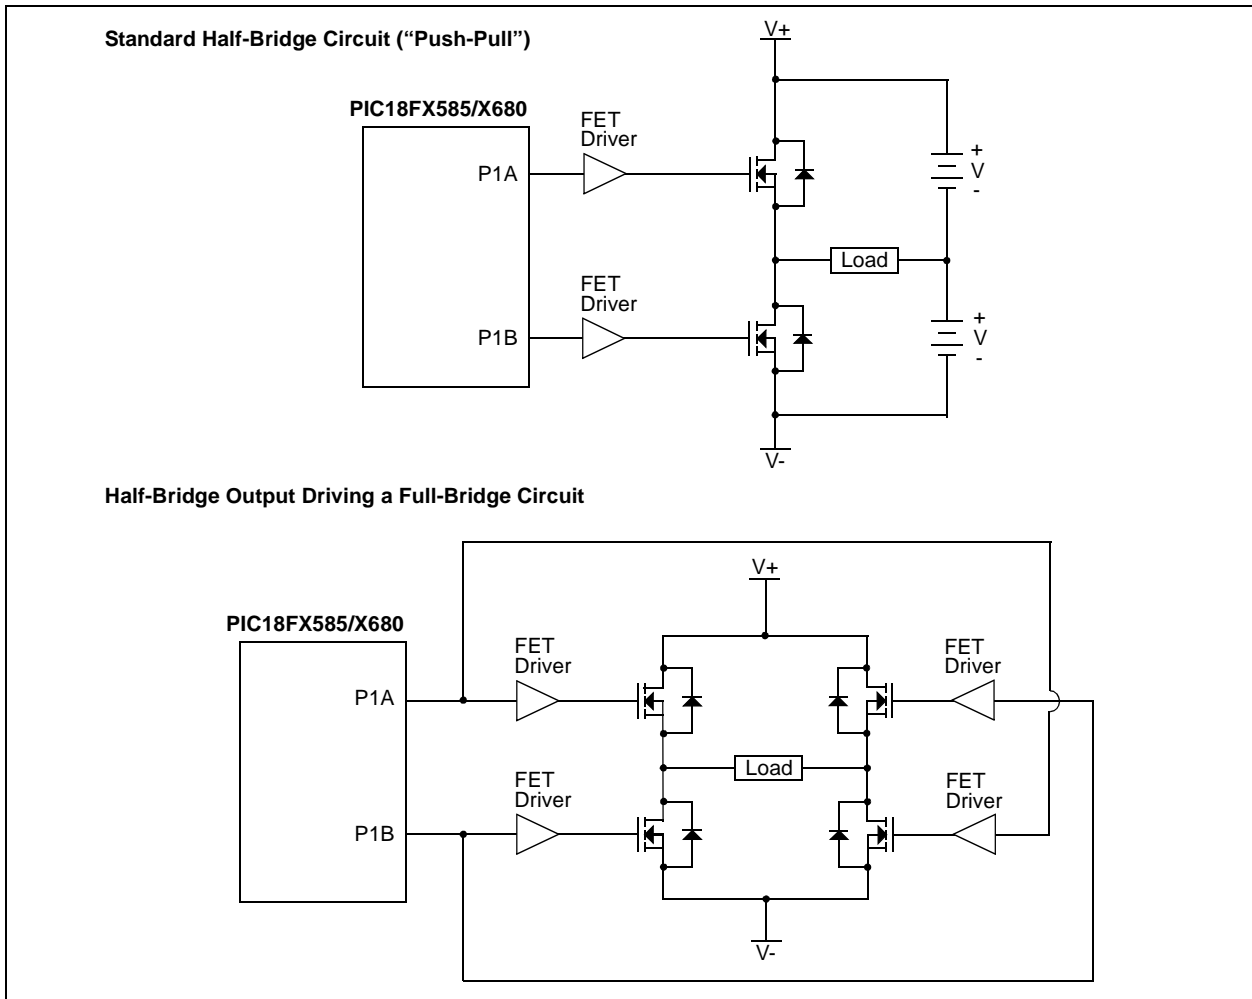 Standard Half-Bridge Circuit (“Push-Pull”)
V+
PIC18FX585/X680
FET
Driver
P1A
+
V
-
Load
FET
Driver
P1B
+
V
-
V-
Half-Bridge Output Driving a Full-Bridge Circuit
V+
PIC18FX585/X680
FET
Driver
FET
Driver
P1A
Load
FET
Driver
FET
Driver
P1B
V-